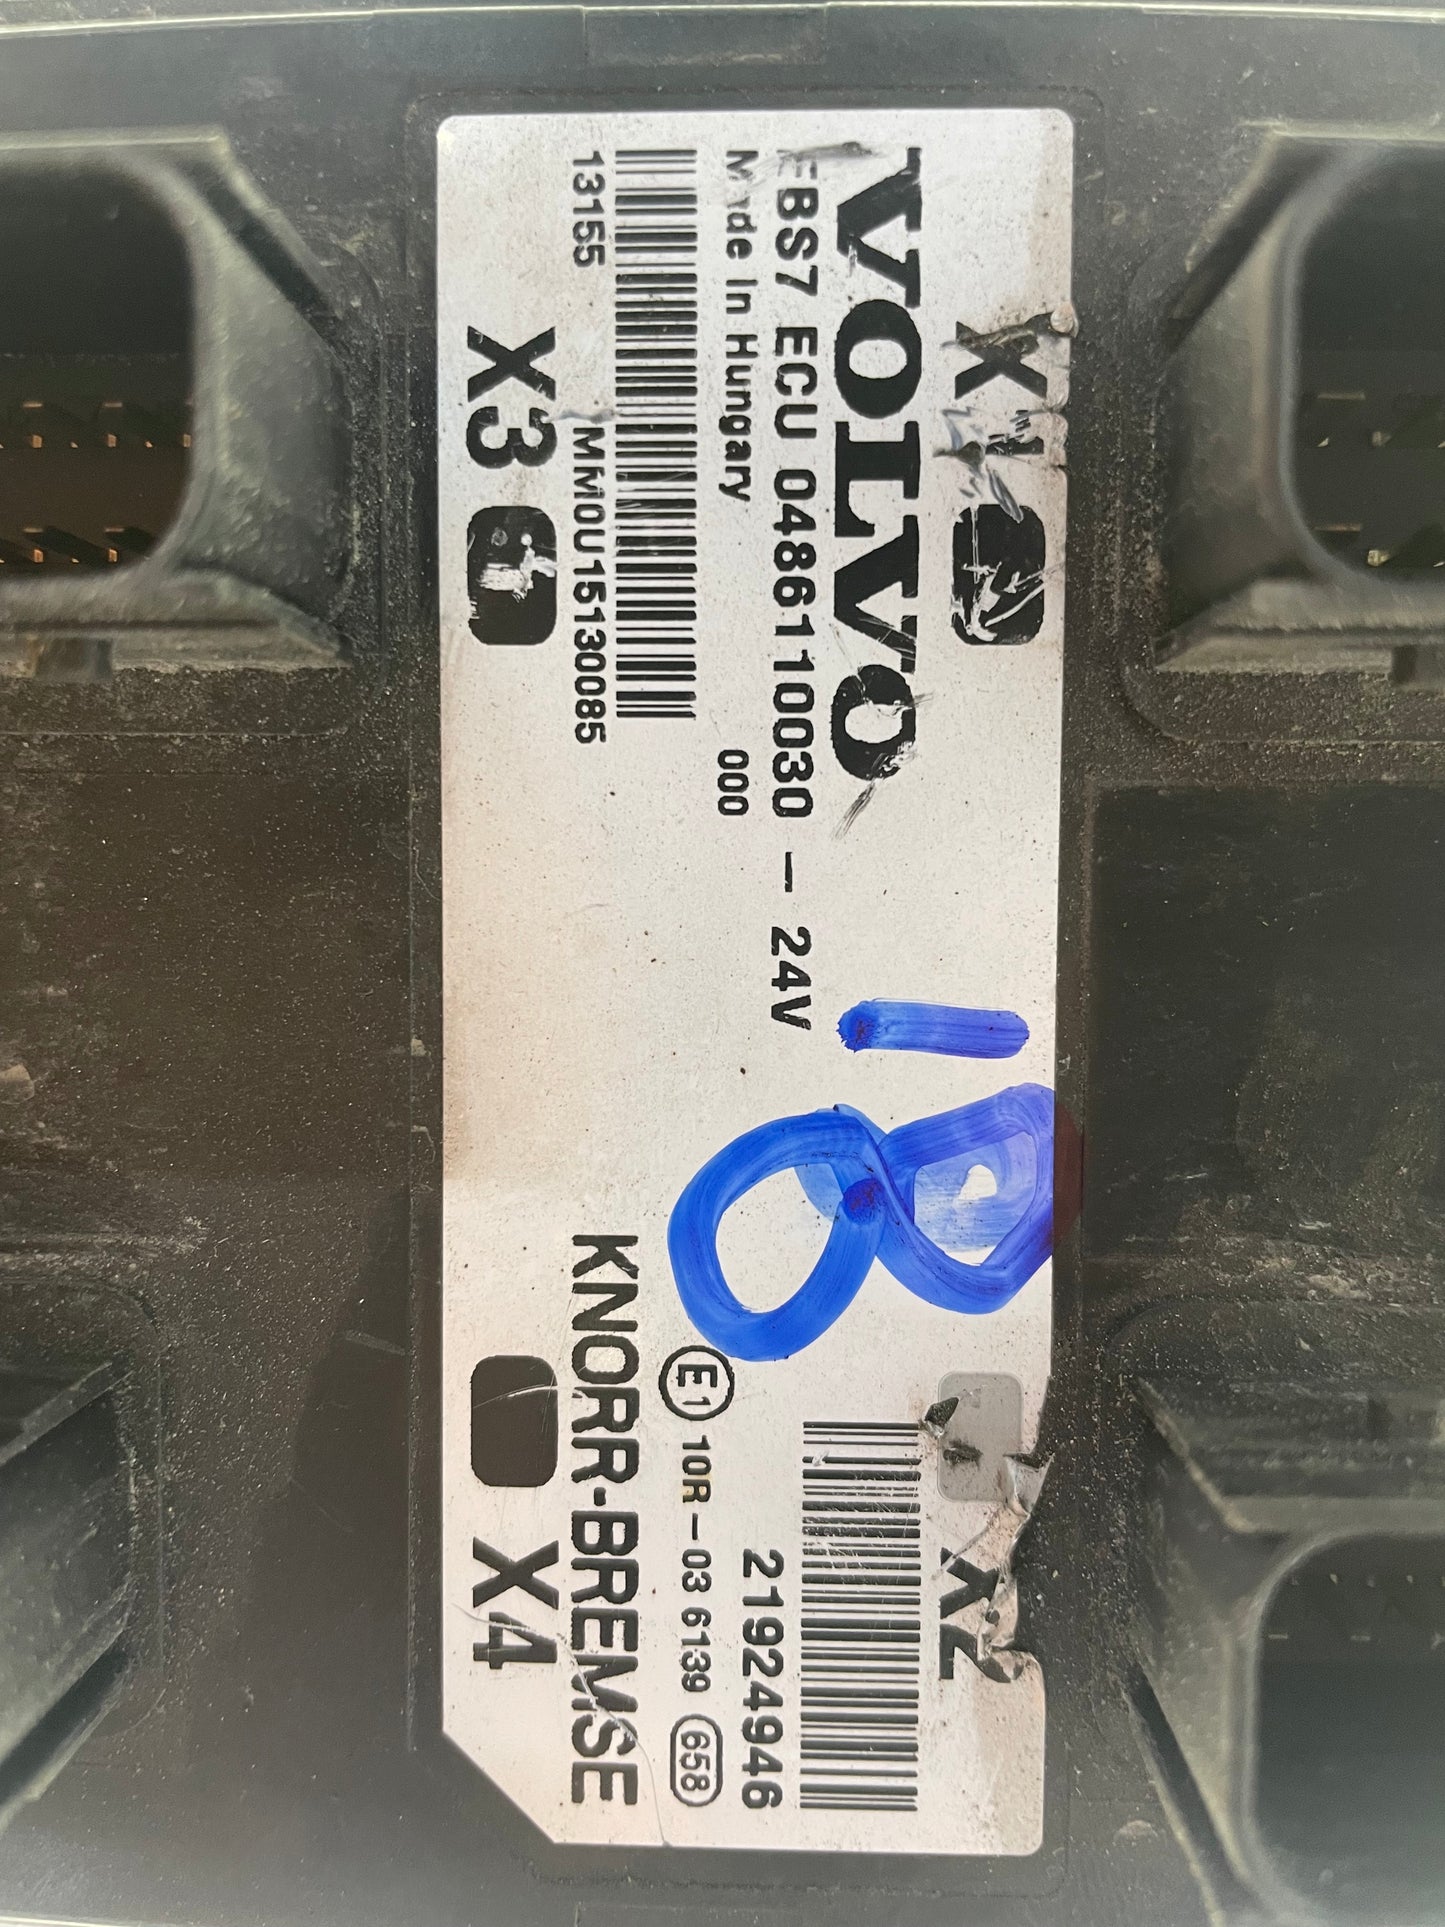 X1
VOLVO
EBS7 ECU 0486110030 - 24V
Made In Hungary
000
13155
MM0U15130085
X3
18
X2
21924946
E1 10R-03 6139 658
KNORR-BREMSE
X4